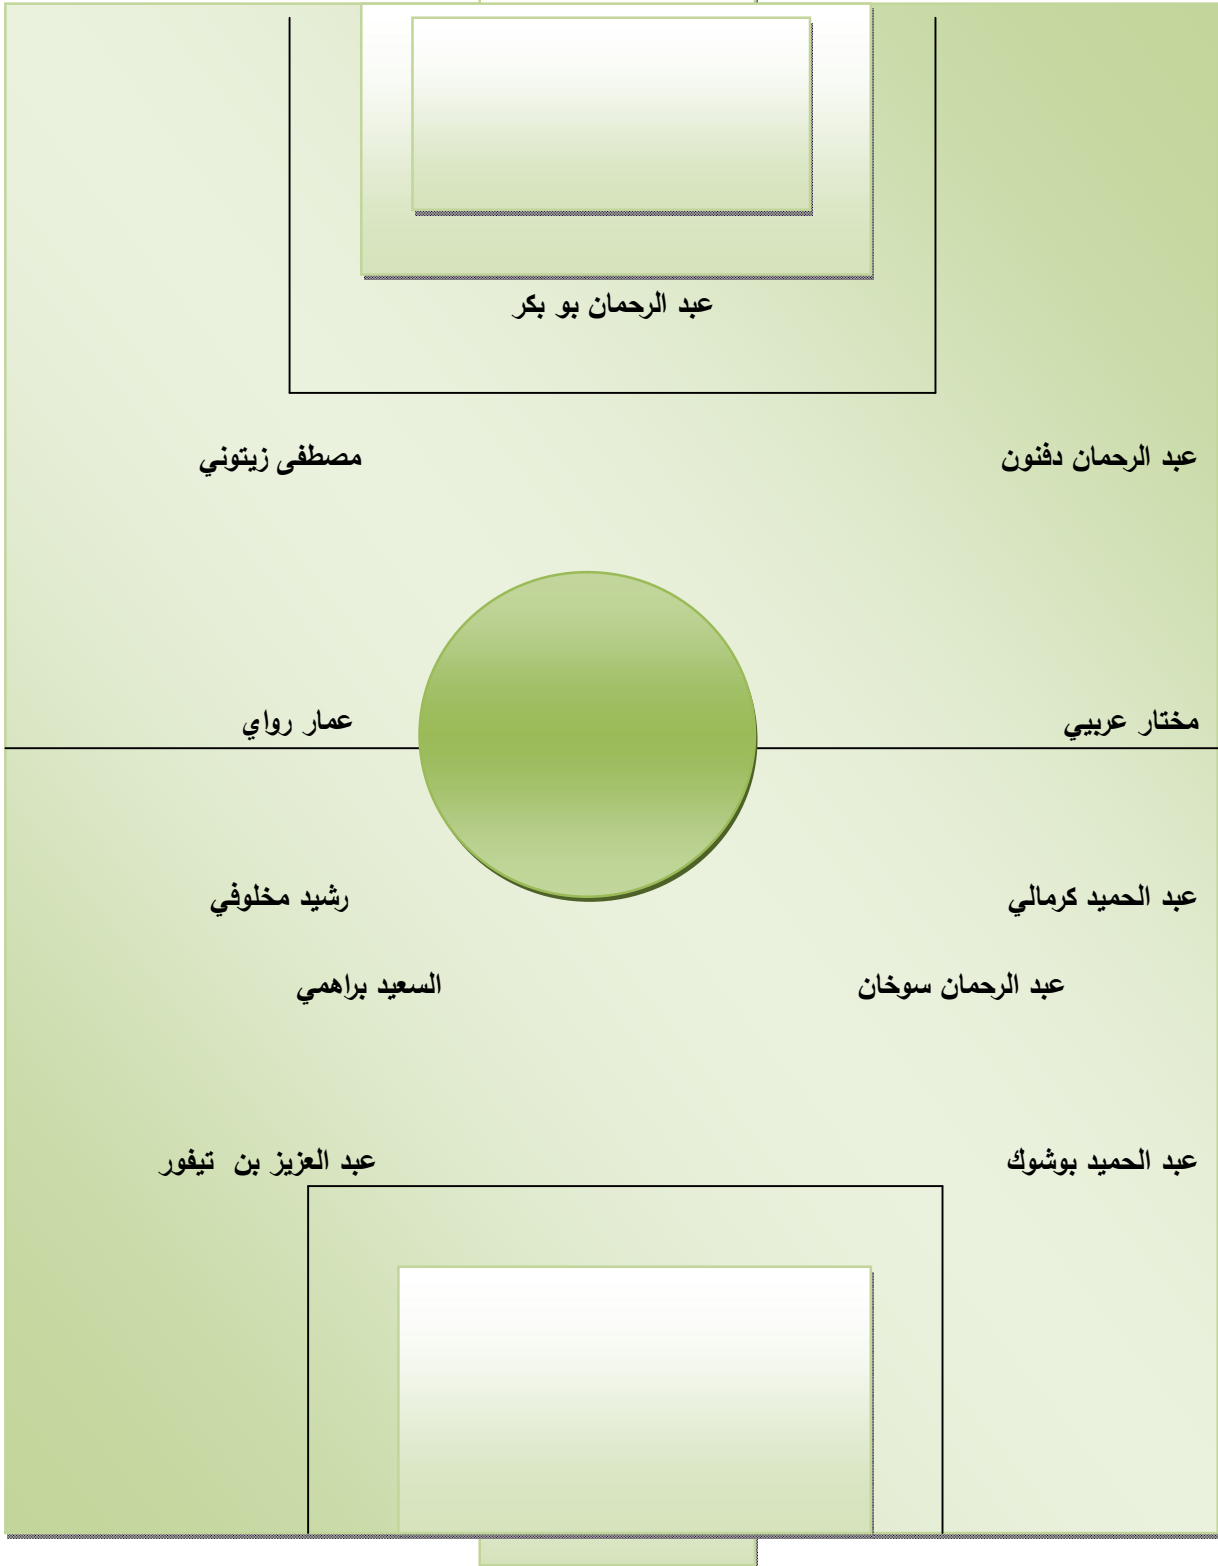 عبد الرحمان بو بكر
عبد الرحمان دفنون
مصطفى زيتوني
مختار عريبي
عمار رواي
عبد الحميد كرمالي
رشيد مخلوفي
عبد الرحمان سوخان
السعيد براهمي
عبد الحميد بوشوك
عبد العزيز بن تيفور